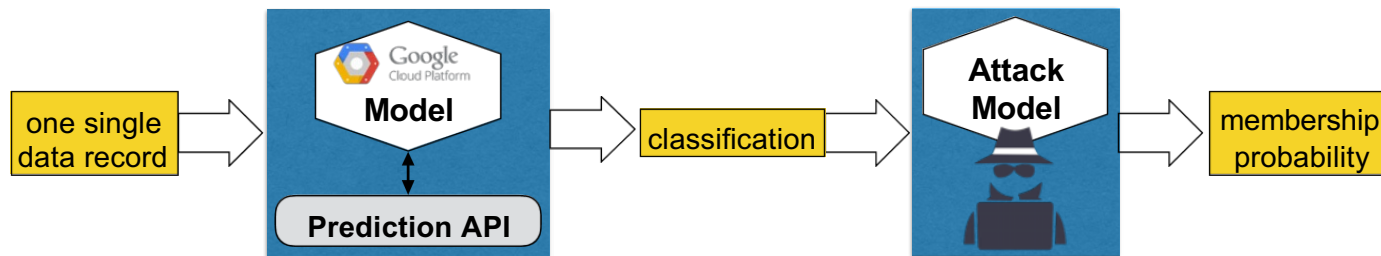 one single
data record
Google
Cloud Platform
Model
Prediction API
classification
Attack
Model
membership
probability